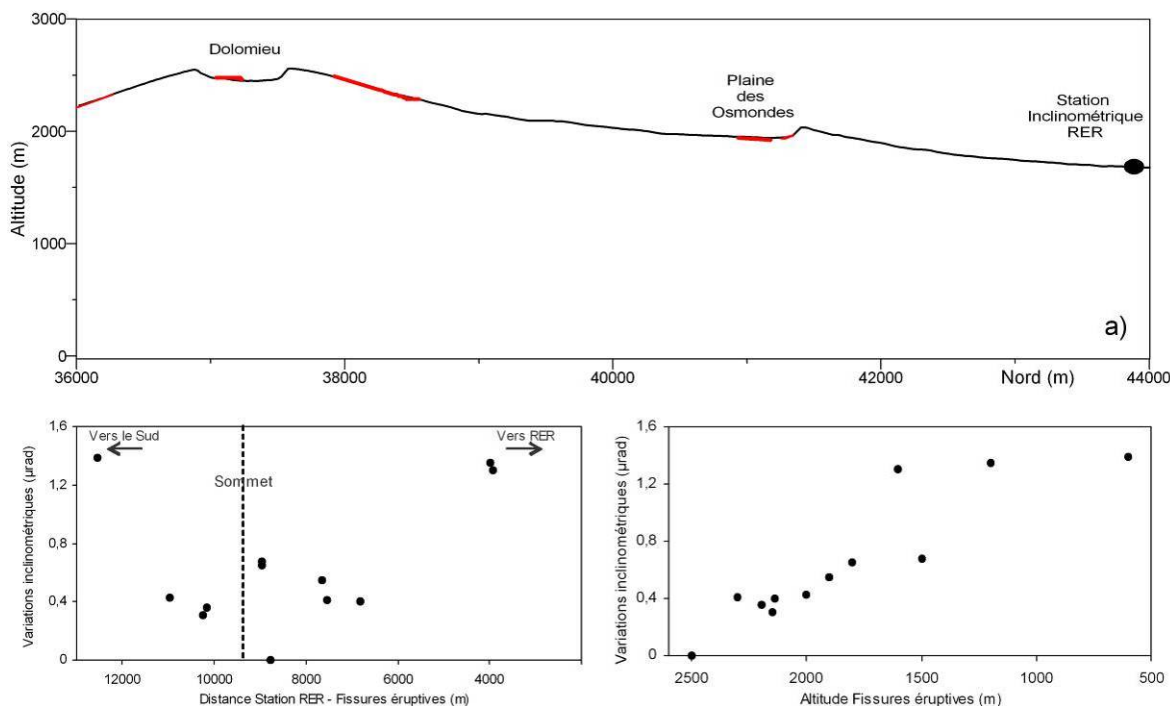 a)
3000
2000
1000
0
Altitude (m)
Dolomieu
Plaine
des
Osmondes
Station
Inclinométrique
RER
36000
38000
40000
42000
Nord (m)
44000
1,6
1,2
0,8
0,4
0
Variations inclinométriques (µrad)
Vers le Sud
Vers RER
Sommet
12000
10000
8000
6000
4000
Distance Station RER - Fissures éruptives (m)
1,6
1,2
0,8
0,4
0
Variations inclinométriques (µrad)
2500
2000
1500
1000
500
Altitude Fissures éruptives (m)